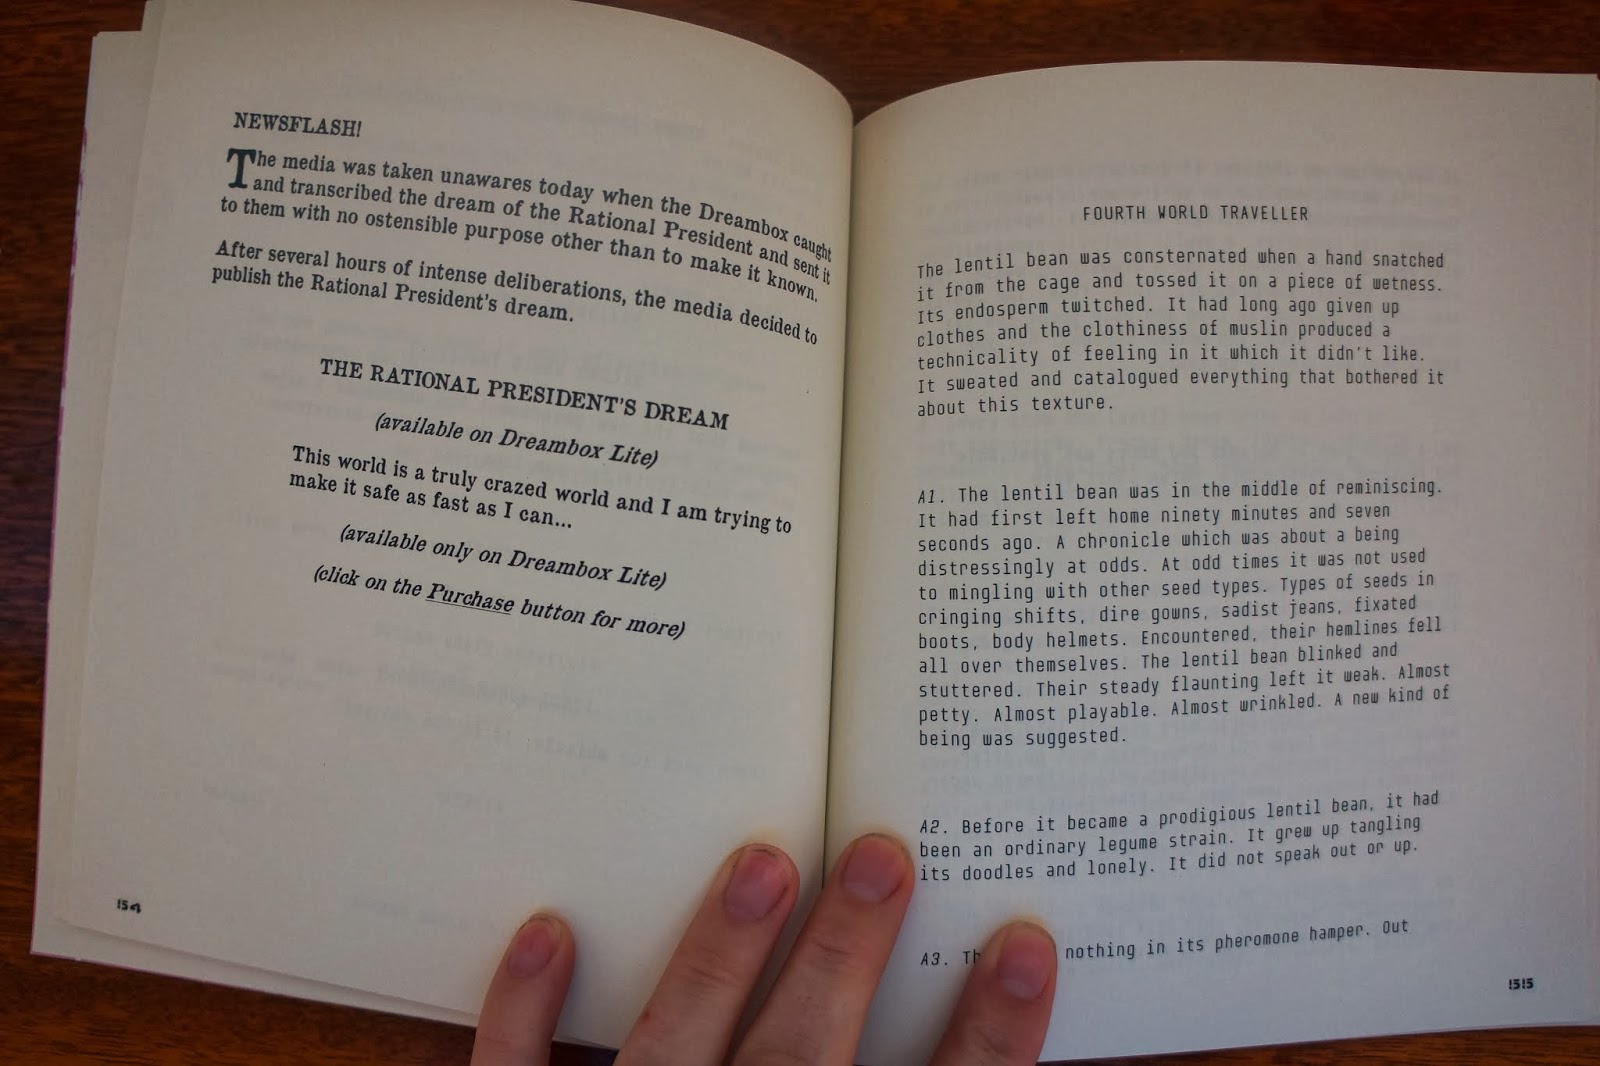 NEWSFLASH!
The media was taken unawares today when the Dreambox caught
and transcribed the dream of the Rational President and sent it
to them with no ostensible purpose other than to make it known.
After several hours of intense deliberations, the media decided to
publish the Rational President's dream.
THE RATIONAL PRESIDENT'S DREAM
(available on Dreambox Lite)
This world is a truly crazed world and I am trying to
make it safe as fast as I can...
(available only on Dreambox Lite)
(click on the Purchase button for more)
154
FOURTH WORLD TRAVELLER
The lentil bean was consternated when a hand snatched
it from the cage and tossed it on a piece of wetness.
Its endosperm twitched. It had long ago given up
clothes and the clothiness of muslin produced a
technicality of feeling in it which it didn't like.
It sweated and catalogued everything that bothered it
about this texture.
A1. The lentil bean was in the middle of reminiscing.
It had first left home ninety minutes and seven
seconds ago. A chronicle which was about a being
distressingly at odds. At odd times it was not used
to mingling with other seed types. Types of seeds in
cringing shifts, dire gowns, sadist jeans, fixated
boots, body helmets. Encountered, their hemlines fell
all over themselves. The lentil bean blinked and
stuttered. Their steady flaunting left it weak. Almost
petty. Almost playable. Almost wrinkled. A new kind of
being was suggested.
A2. Before it became a prodigious lentil bean, it had
been an ordinary legume strain. It grew up tangling
its doodles and lonely. It did not speak out or up.
A3. nothing in its pheromone hamper. Out
155